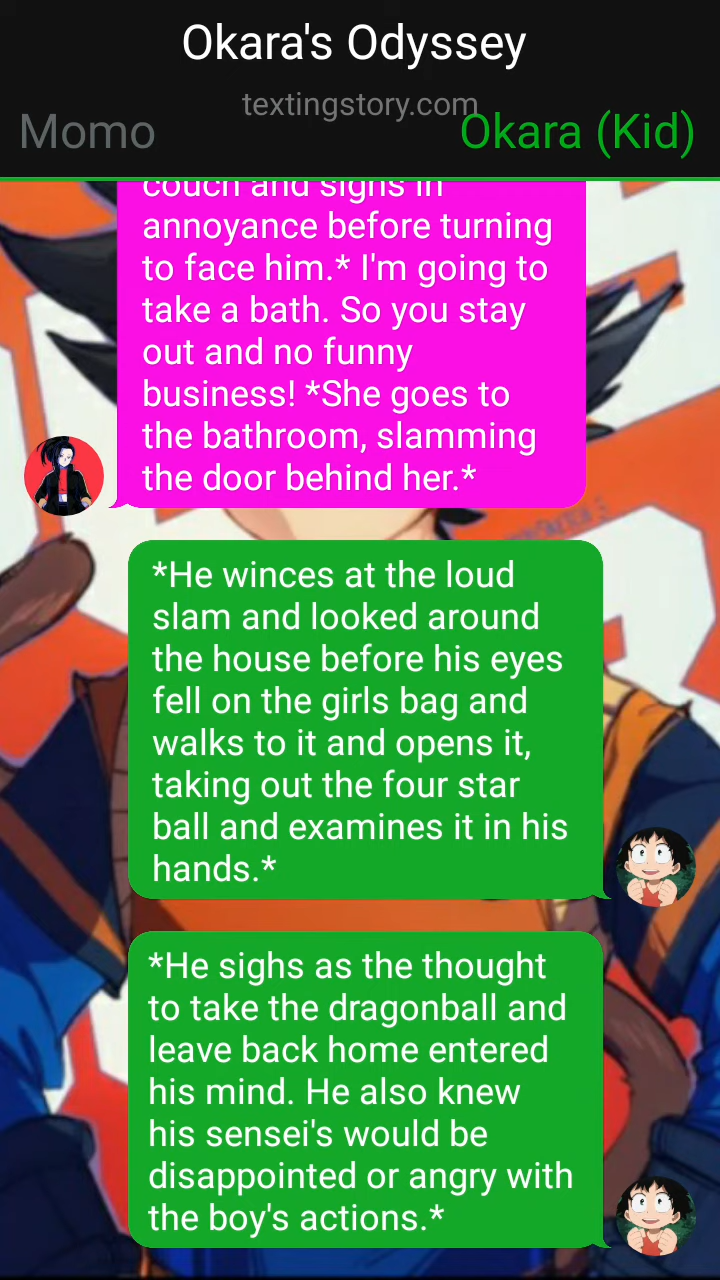 Okara's Odyssey
textingstory.com
Momo
Okara (Kid)
couch and sighs in
annoyance before turning
to face him.* I'm going to
take a bath. So you stay
out and no funny
business! *She goes to
the bathroom, slamming
the door behind her.*
*He winces at the loud
slam and looked around
the house before his eyes
fell on the girls bag and
walks to it and opens it,
taking out the four star
ball and examines it in his
hands.*
*He sighs as the thought
to take the dragonball and
leave back home entered
his mind. He also knew
his sensei's would be
disappointed or angry with
the boy's actions.*